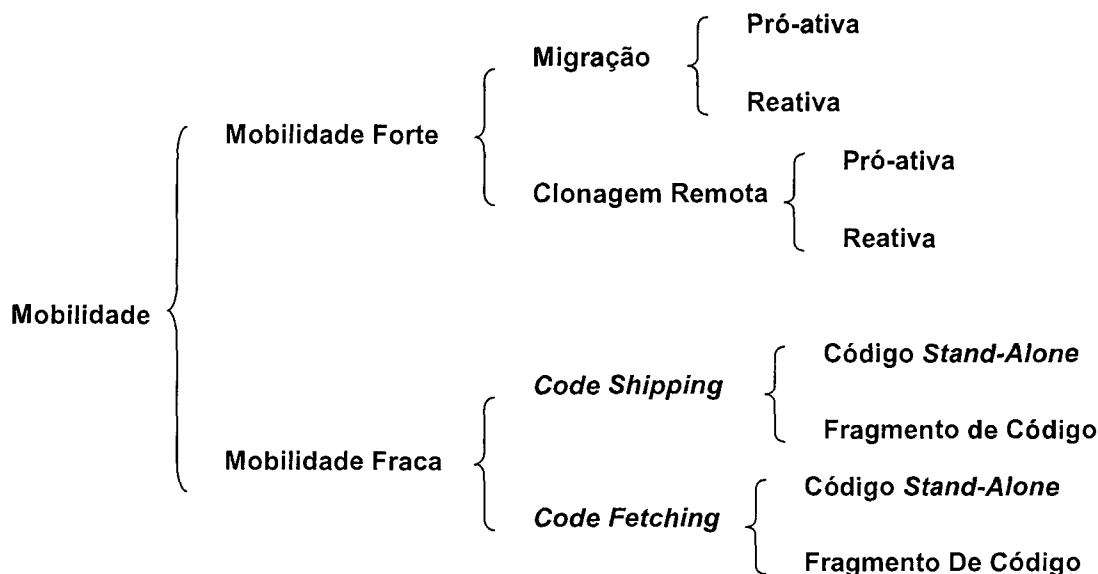 Pró-ativa
Migração
Reativa
Mobilidade Forte
Pró-ativa
Clonagem Remota
Reativa
Mobilidade
Código Stand-Alone
Code Shipping
Fragmento de Código
Mobilidade Fraca
Código Stand-Alone
Code Fetching
Fragmento De Código